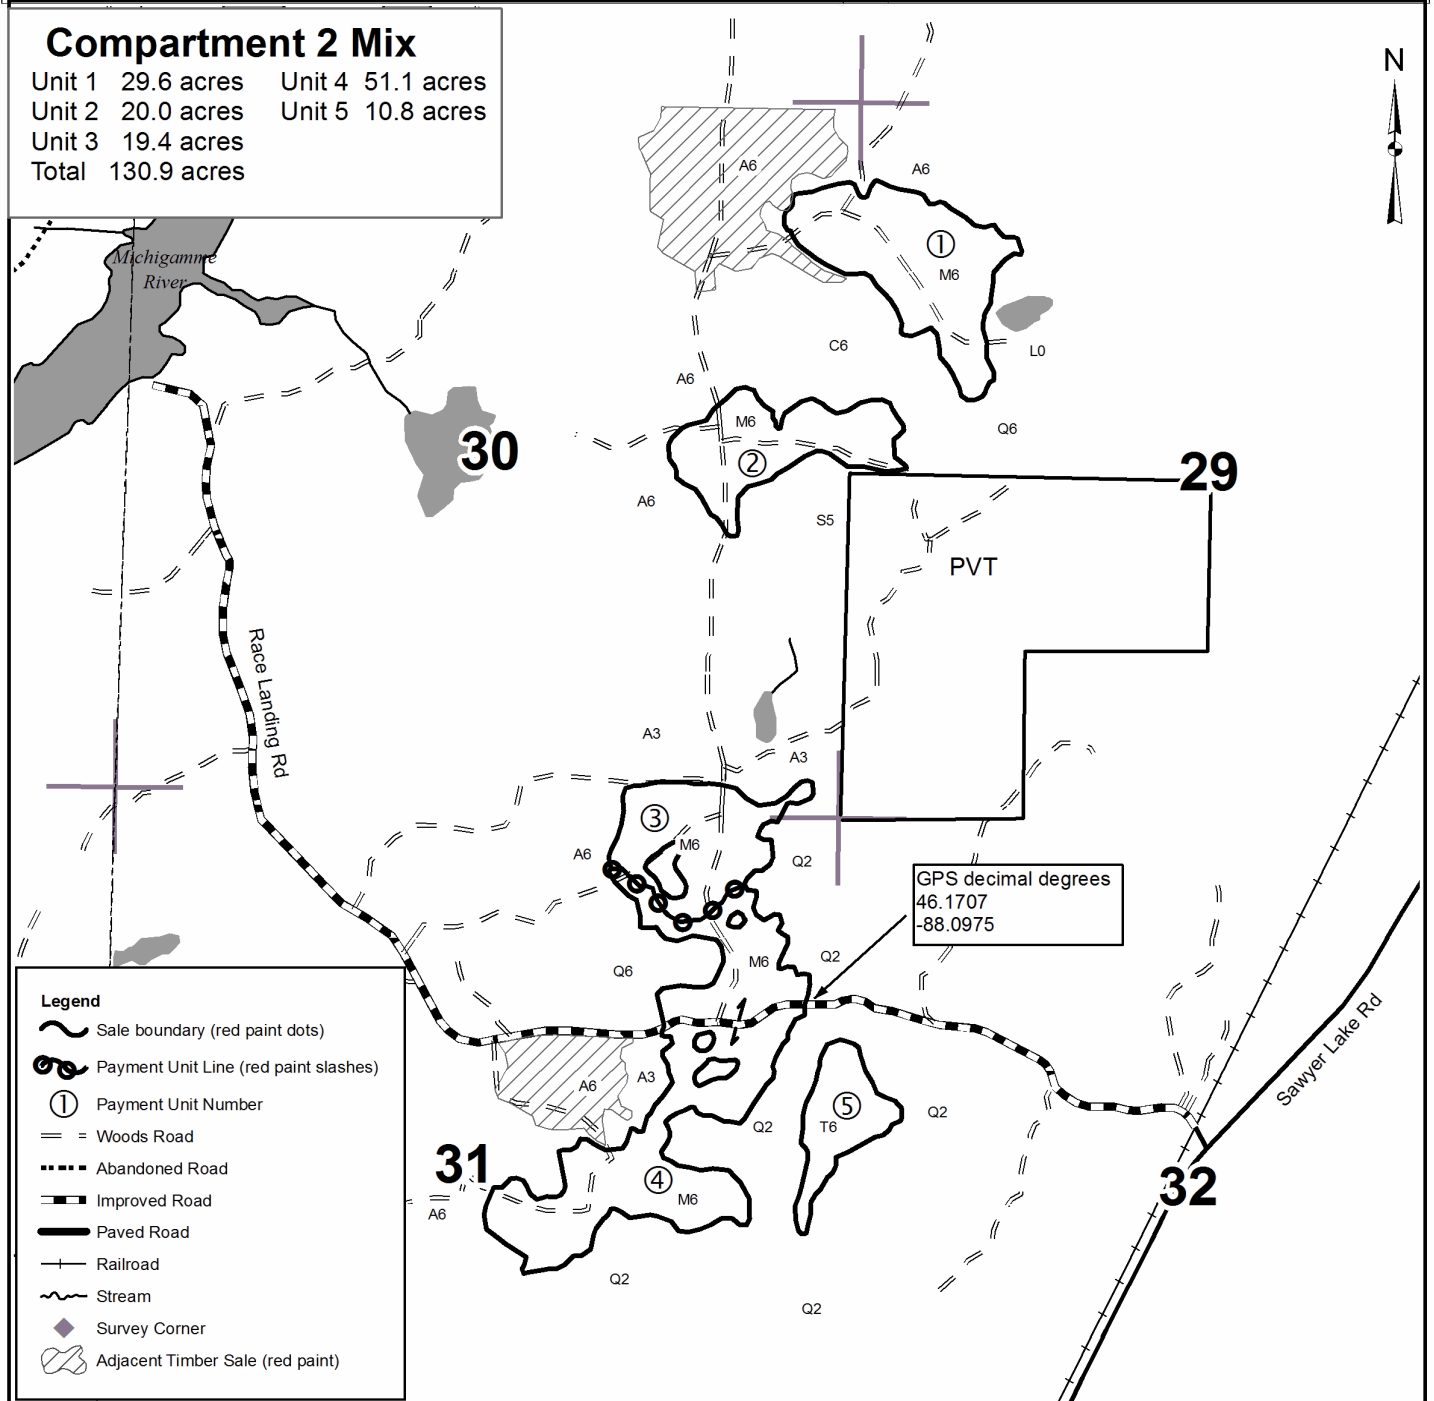 Compartment 2 Mix
Unit 1 29.6 acres Unit 4 51.1 acres
Unit 2 20.0 acres Unit 5 10.8 acres
Unit 3 19.4 acres
Total 130.9 acres
N
A6
A6
Michigamme
River
1
M6
C6
L0
A6
M6
Q6
30
2
29
A6
S5
PVT
Race Landing Rd
A3
A3
3
M6
A6
Q2
GPS decimal degrees
46.1707
-88.0975
Q6
M6
Q2
Sawyer Lake Rd
A6
A3
5
T6
Q2
Q2
31
4
M6
32
A6
Q2
Q2
Legend
Sale boundary (red paint dots)
Payment Unit Line (red paint slashes)
1 Payment Unit Number
Woods Road
Abandoned Road
Improved Road
Paved Road
Railroad
Stream
Survey Corner
Adjacent Timber Sale (red paint)